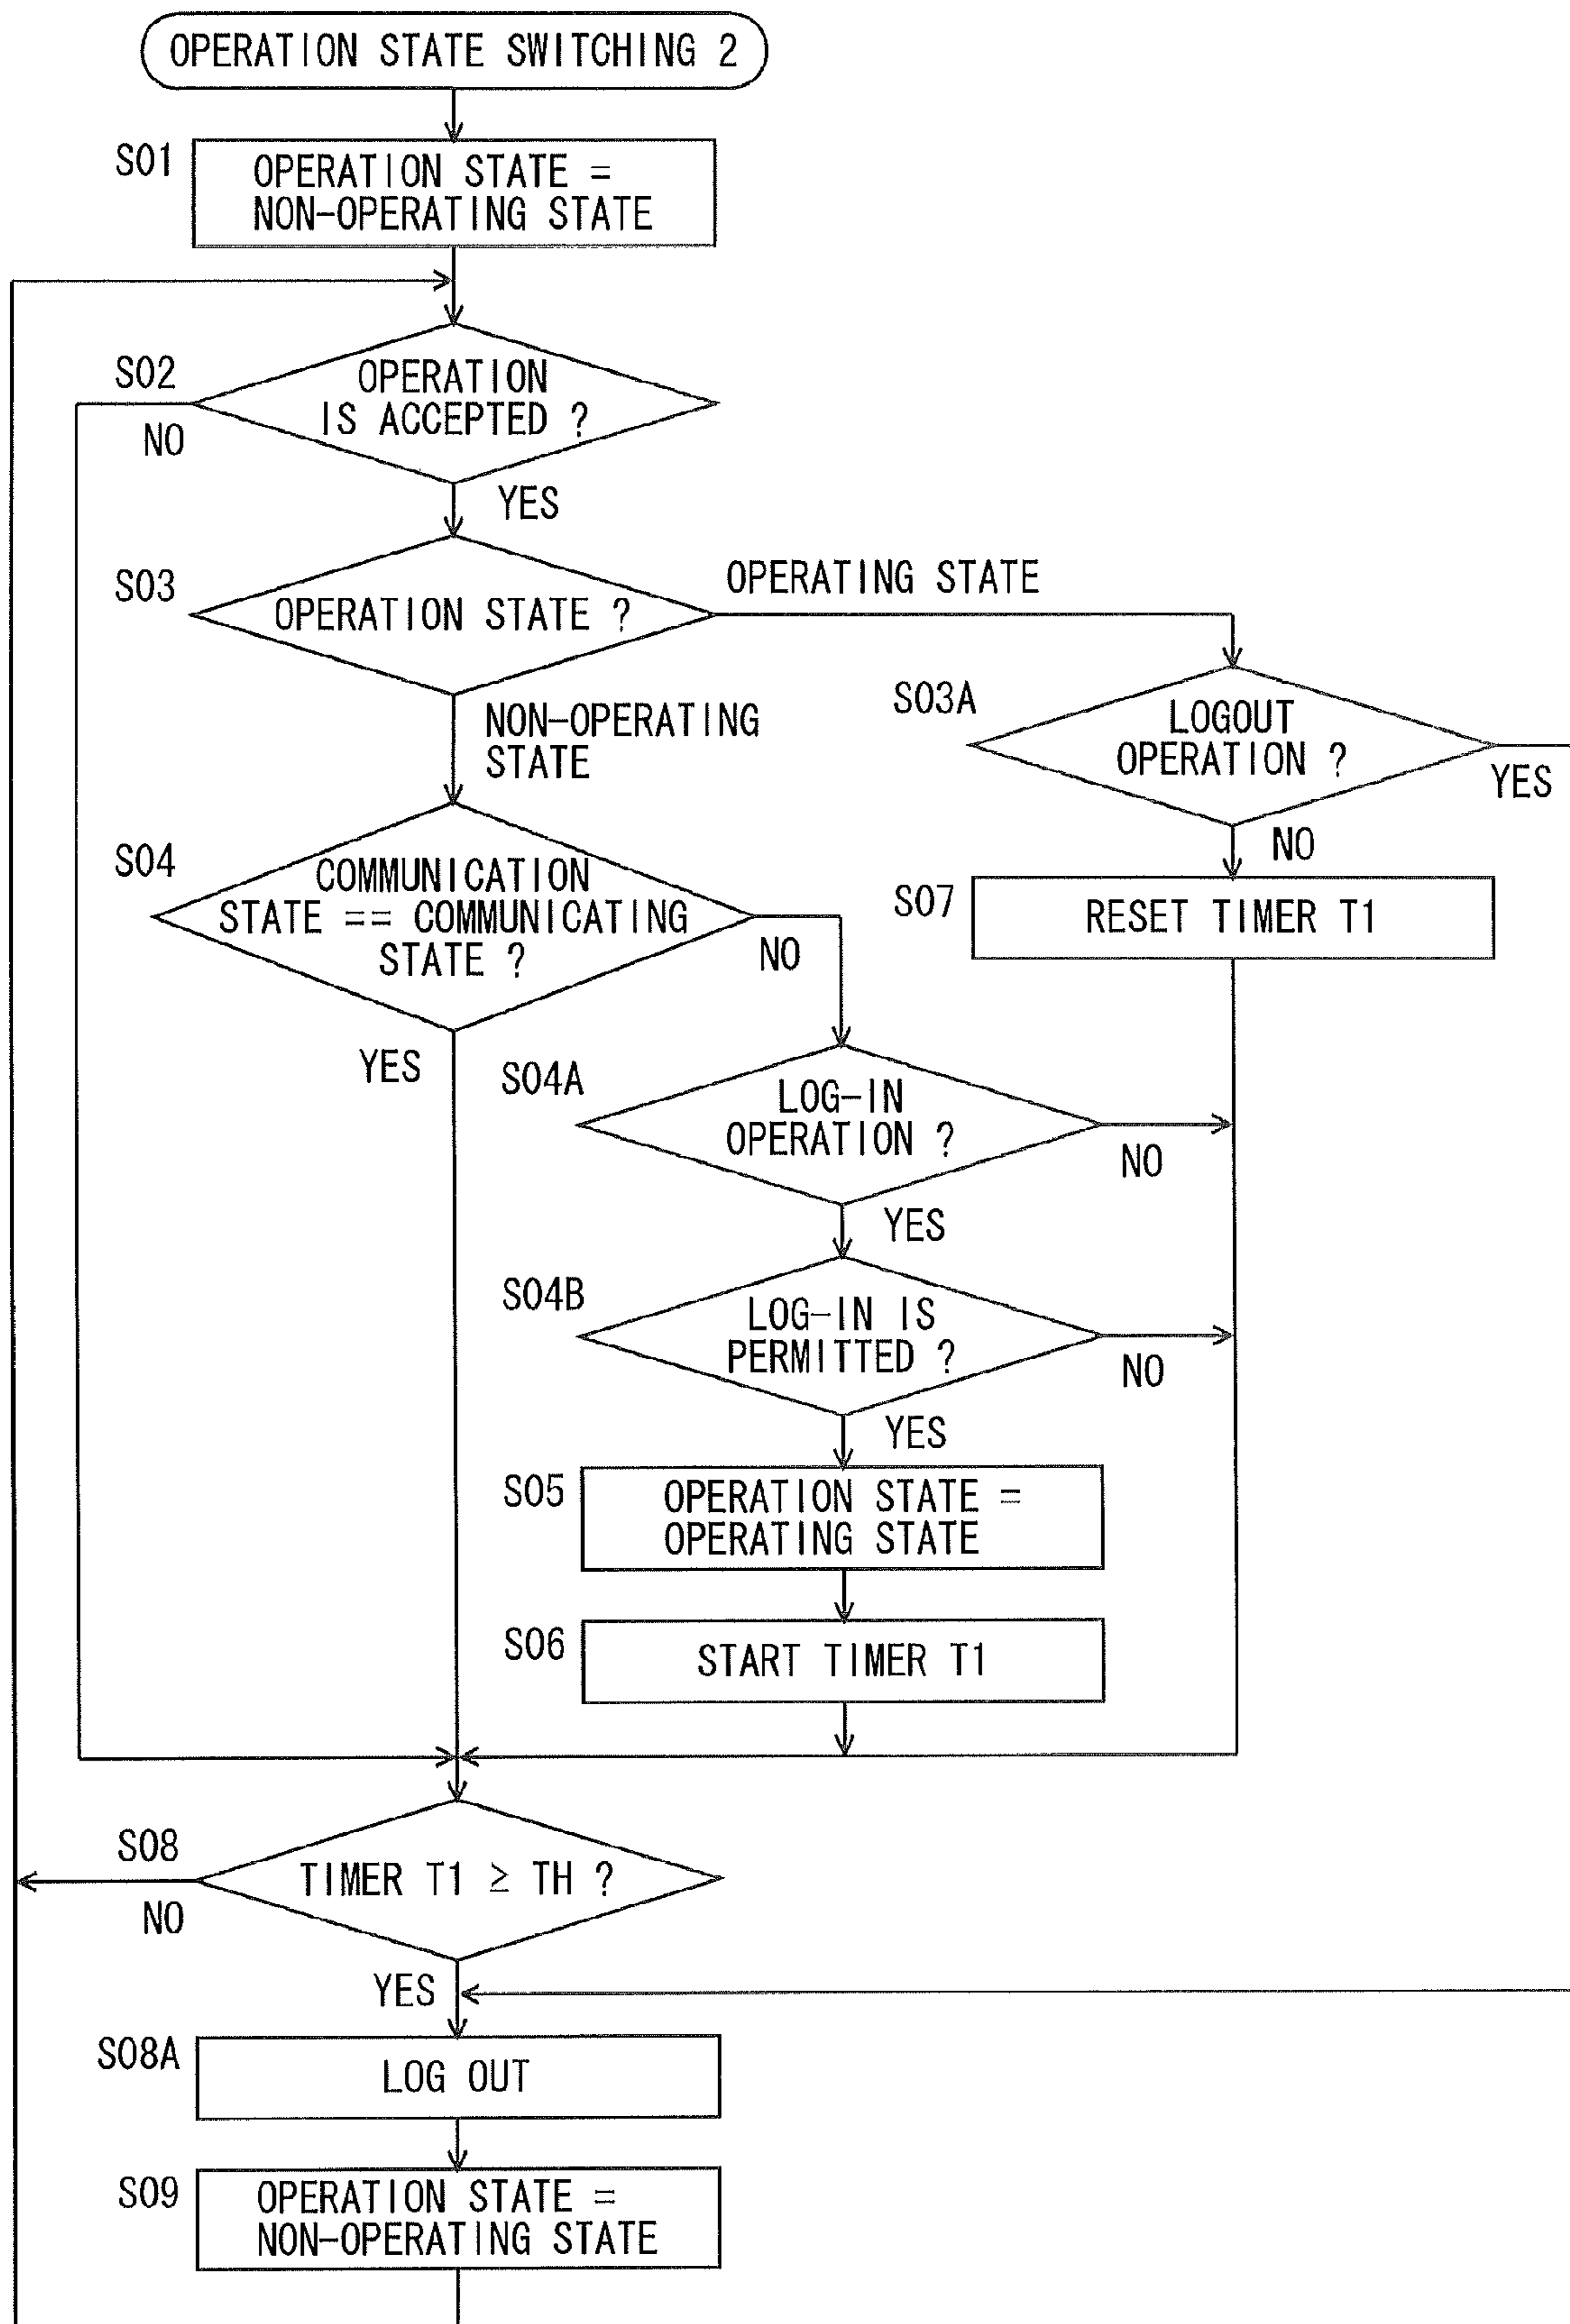 OPERATION STATE SWITCHING 2
S01
OPERATION STATE =
NON-OPERATING STATE
S02
OPERATION
IS ACCEPTED ?
NO
YES
S03
OPERATION STATE ?
OPERATING STATE
NON-OPERATING
STATE
S03A
LOGOUT
OPERATION ?
YES
NO
S04
COMMUNICATION
STATE == COMMUNICATING
STATE ?
NO
YES
S07
RESET TIMER T1
S04A
LOG-IN
OPERATION ?
NO
YES
S04B
LOG-IN IS
PERMITTED ?
NO
YES
S05
OPERATION STATE =
OPERATING STATE
S06
START TIMER T1
S08
TIMER T1 ≥ TH ?
NO
YES
S08A
LOG OUT
S09
OPERATION STATE =
NON-OPERATING STATE